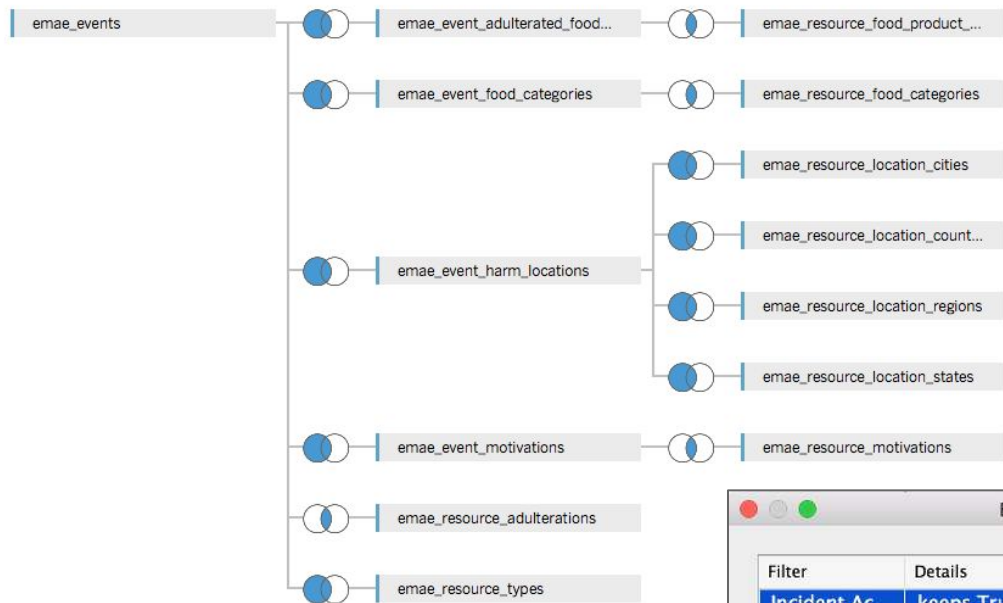 emae_events
emae_event_adulterated_food...
emae_resource_food_product_...
emae_event_food_categories
emae_resource_food_categories
emae_resource_location_cities
emae_resource_location_count...
emae_event_harm_locations
emae_resource_location_regions
emae_resource_location_states
emae_event_motivations
emae_resource_motivations
emae_resource_adulterations
Filter Details
emae_resource_types